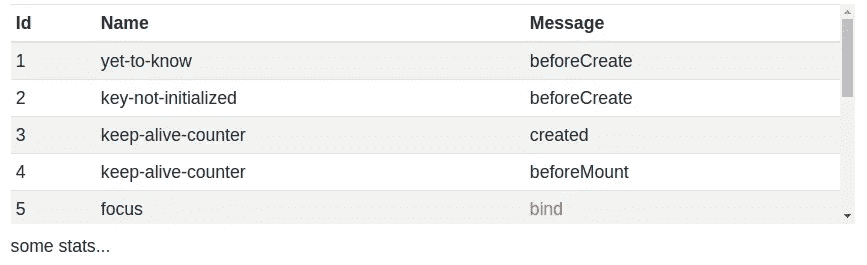 Id Name Message
1 yet-to-know beforeCreate
2 key-not-initialized beforeCreate
3 keep-alive-counter created
4 keep-alive-counter beforeMount
5 focus bind
some stats...